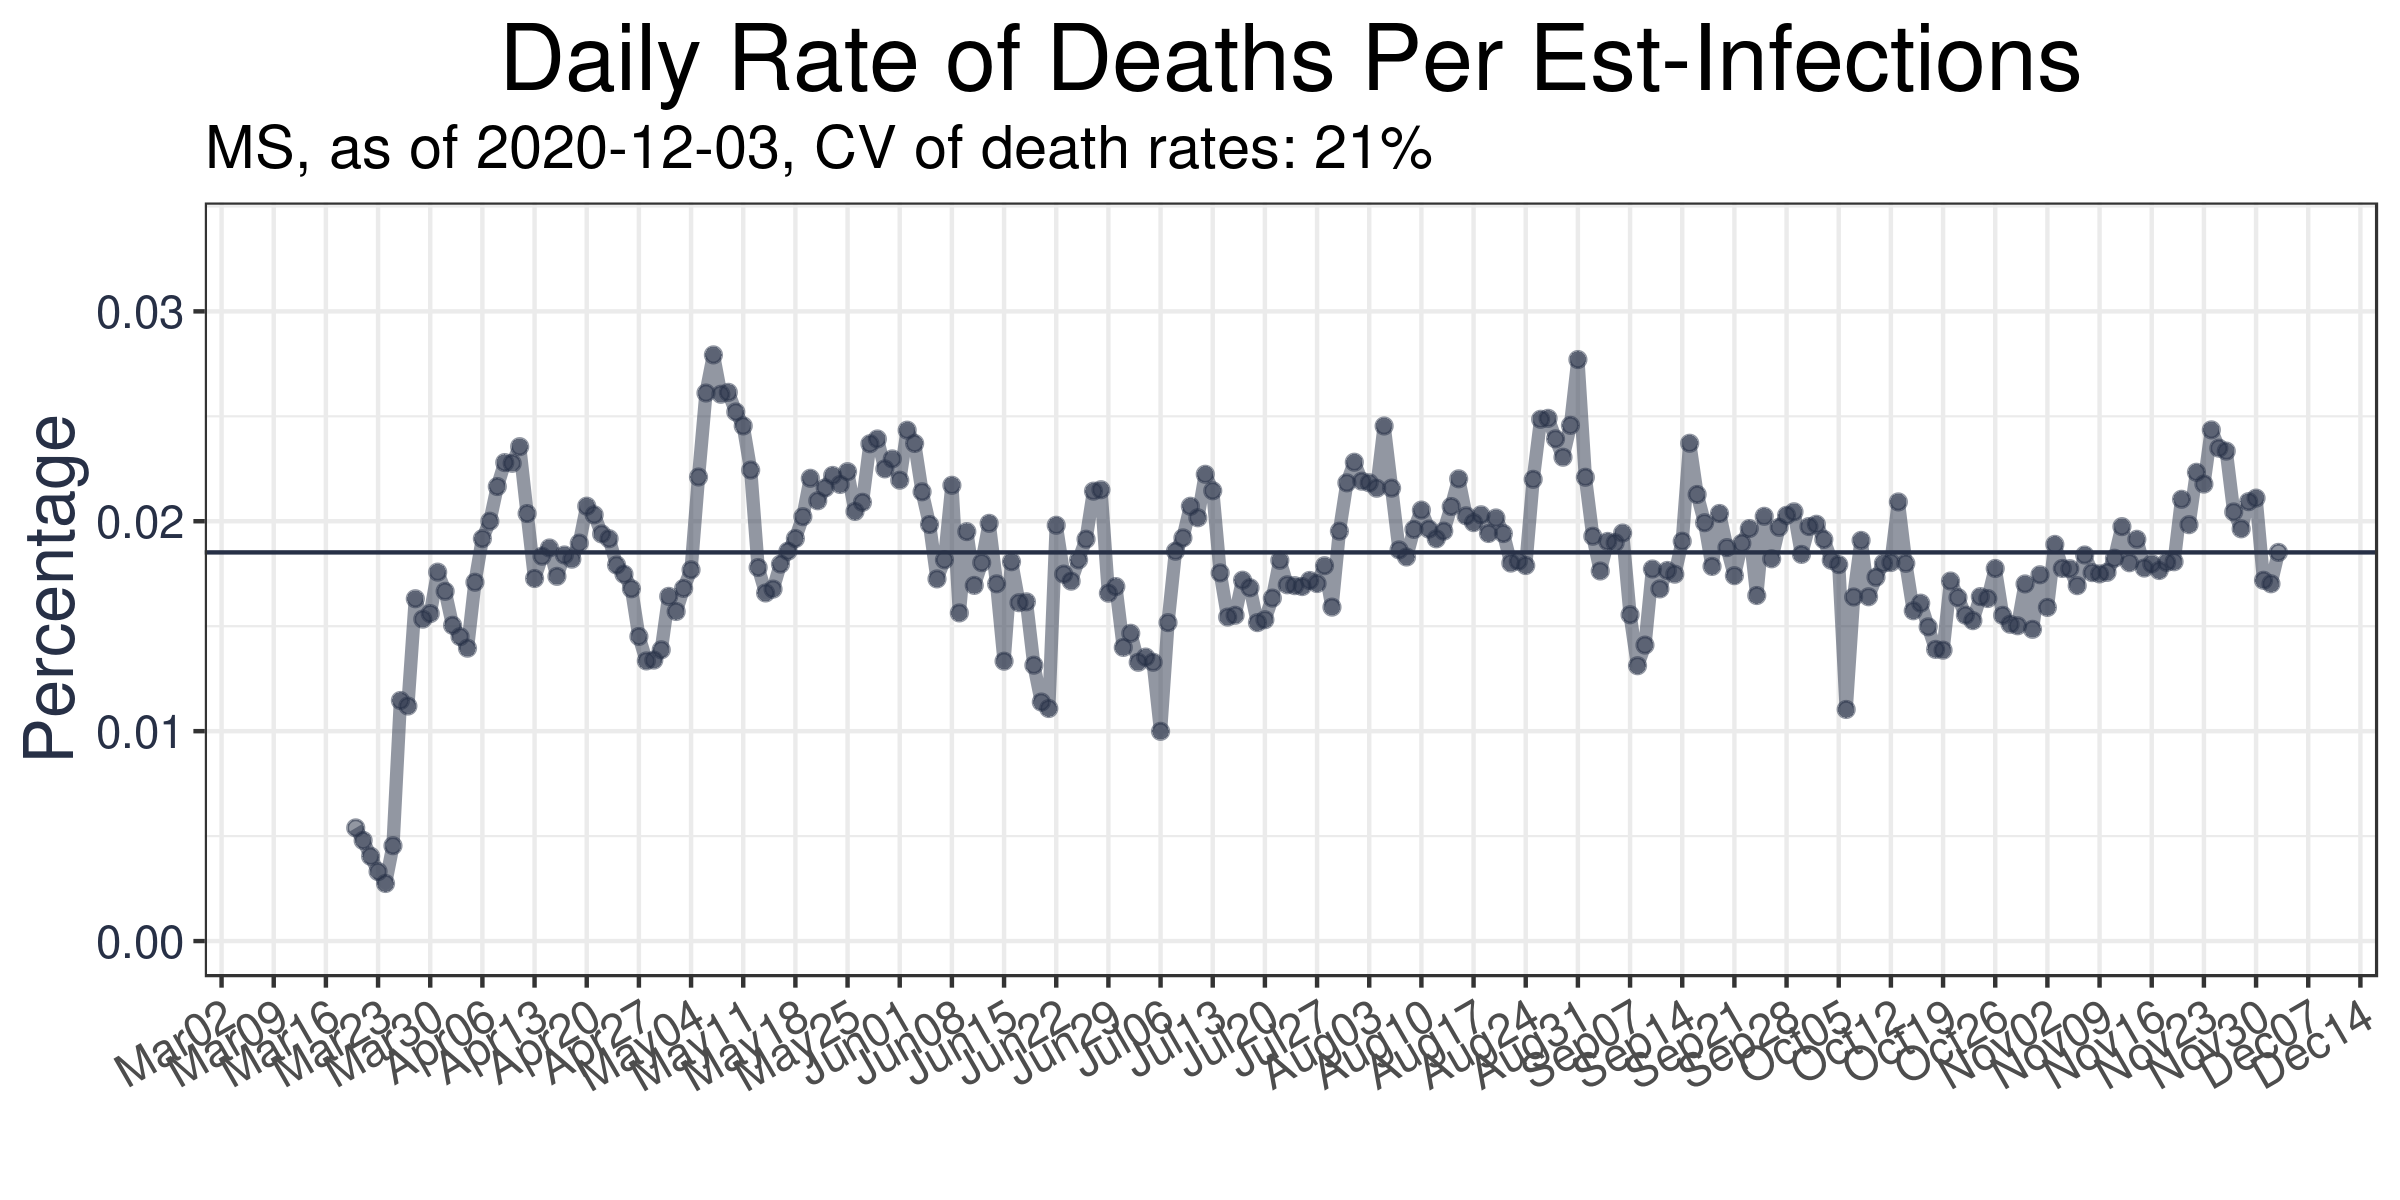 Daily Rate of Deaths Per Est-Infections
MS, as of 2020-12-03, CV of death rates: 21%
Percentage
0.03
0.02
0.01
0.00
Mar02
Mar09
Mar16
Mar23
Mar30
Apr06
Apr13
Apr20
Apr27
May04
May11
May18
May25
Jun01
Jun08
Jun15
Jun22
Jun29
Jul06
Jul13
Jul20
Jul27
Aug03
Aug10
Aug17
Aug24
Aug31
Sep07
Sep14
Sep21
Sep28
Oct05
Oct12
Oct19
Oct26
Nov02
Nov09
Nov16
Nov23
Nov30
Dec07
Dec14